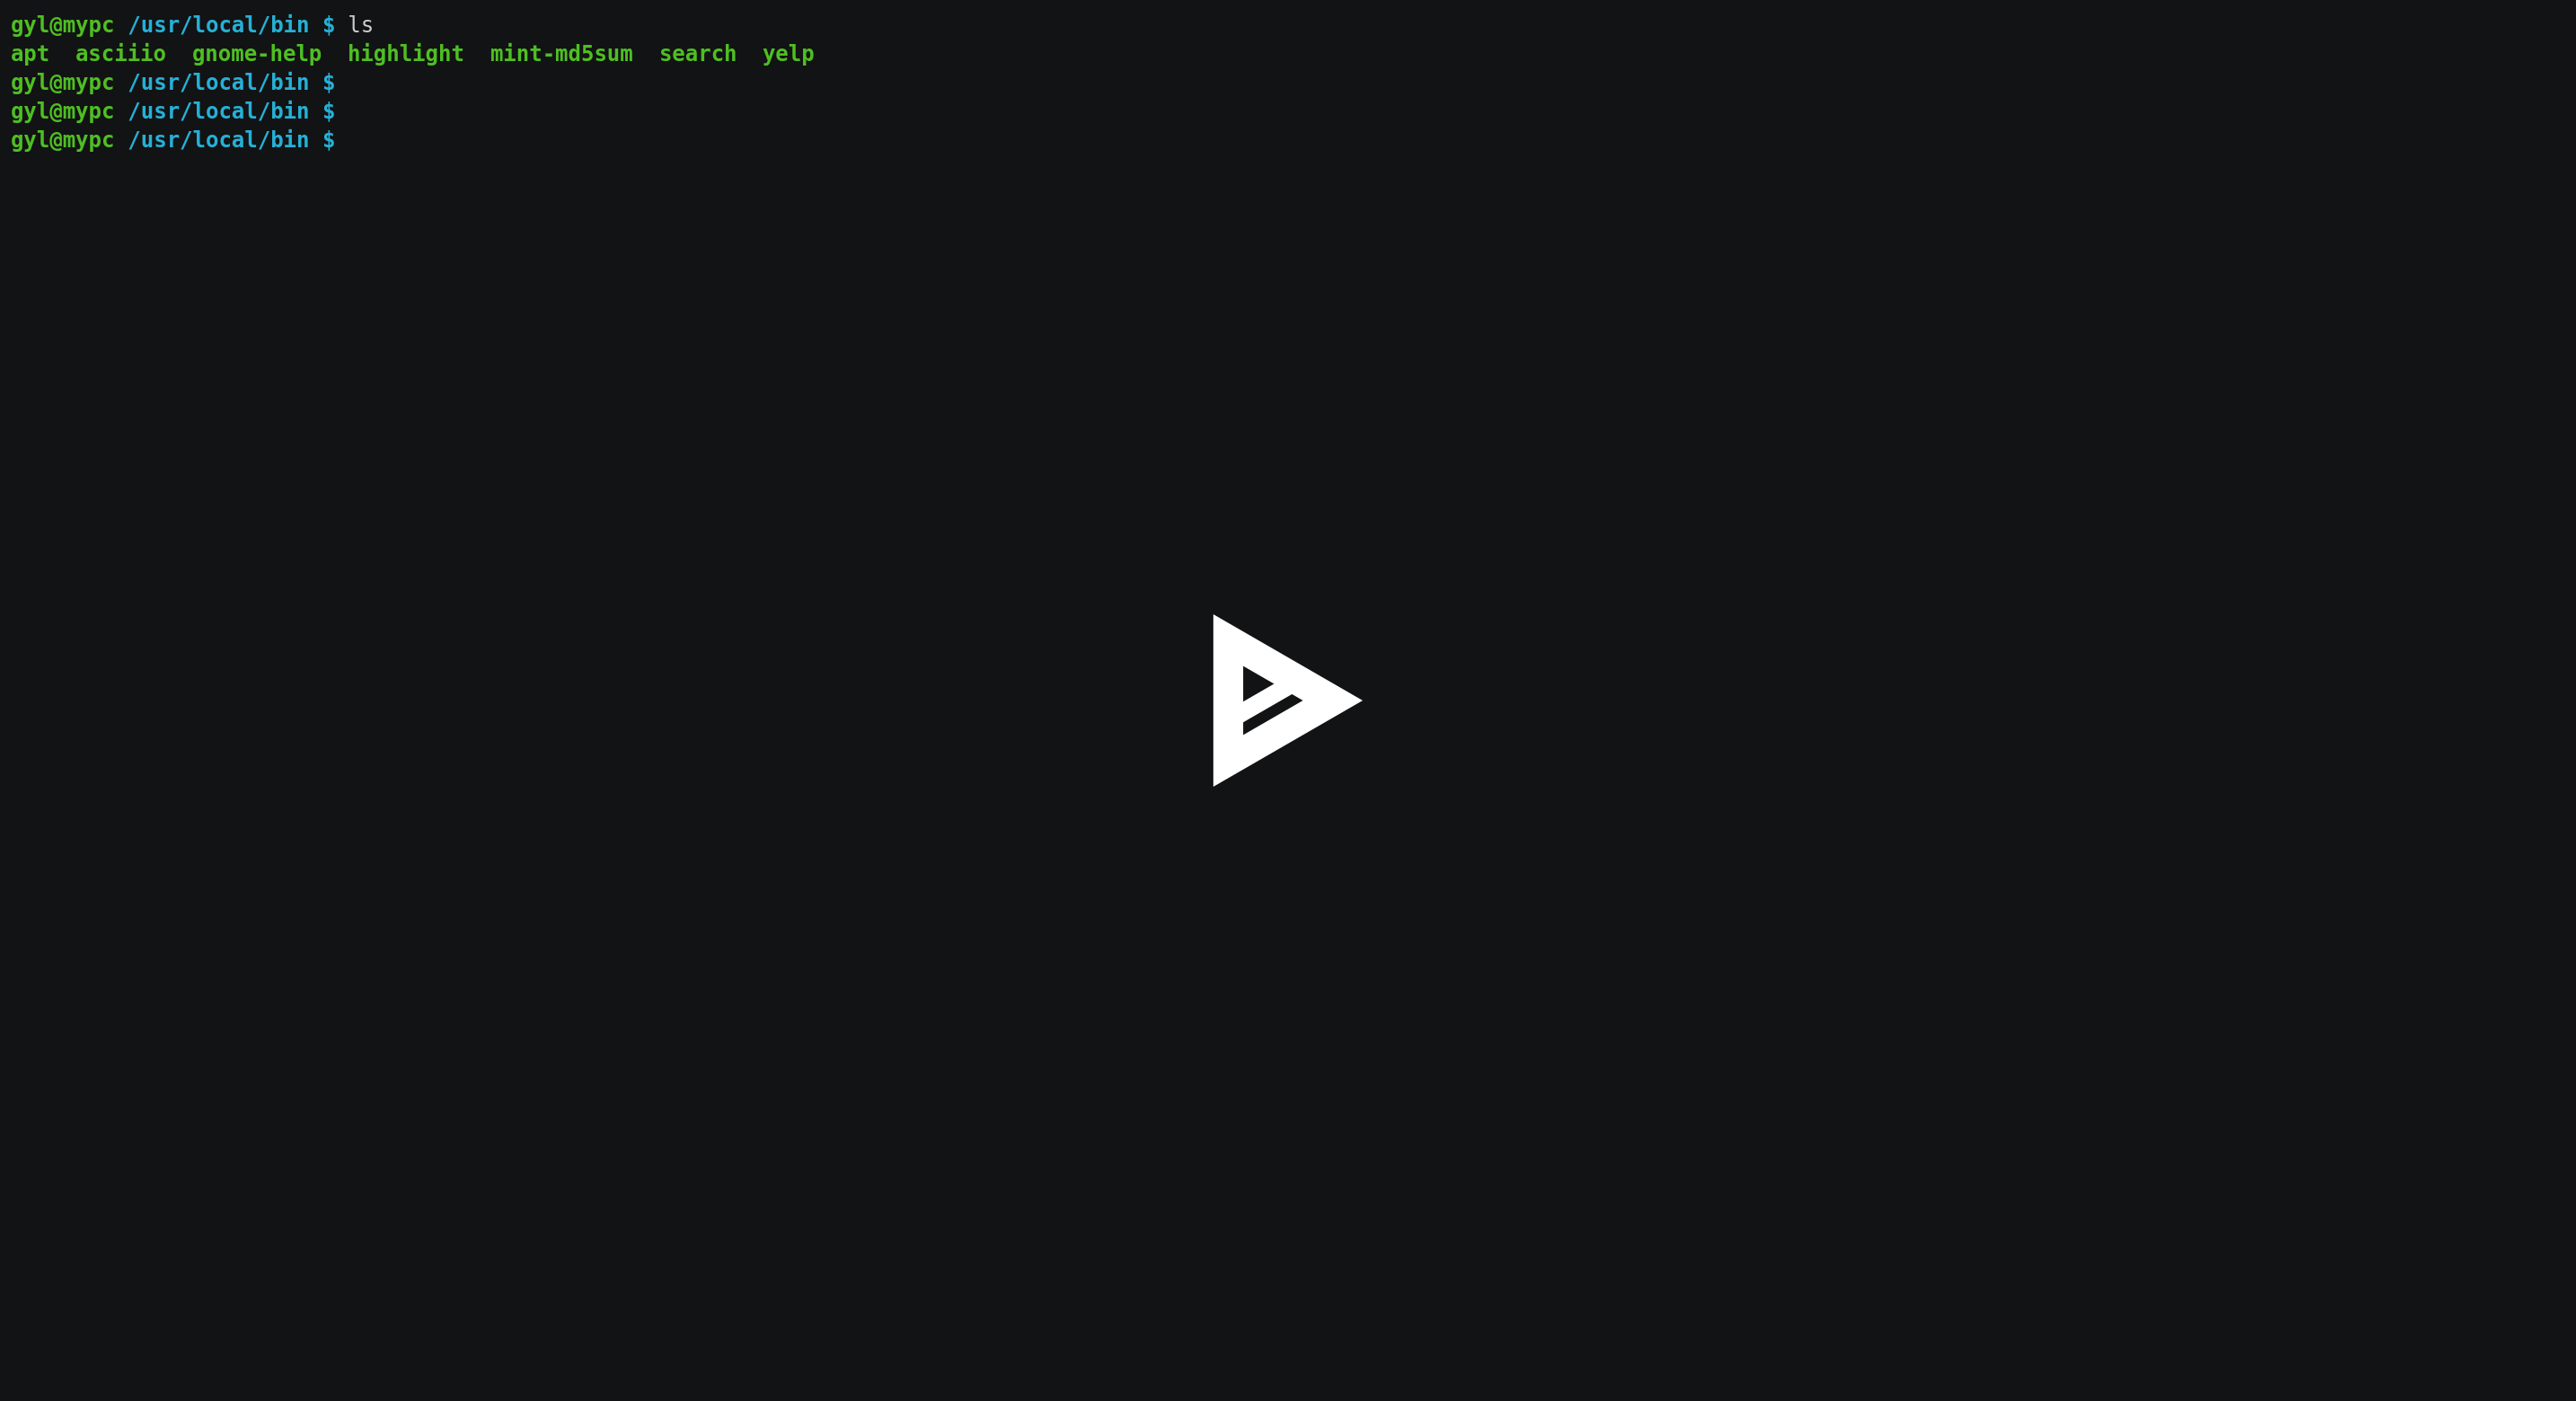 gyl@mypc /usr/local/bin $ ls
apt  asciiio  gnome-help  highlight  mint-md5sum  search  yelp
gyl@mypc /usr/local/bin $
gyl@mypc /usr/local/bin $
gyl@mypc /usr/local/bin $